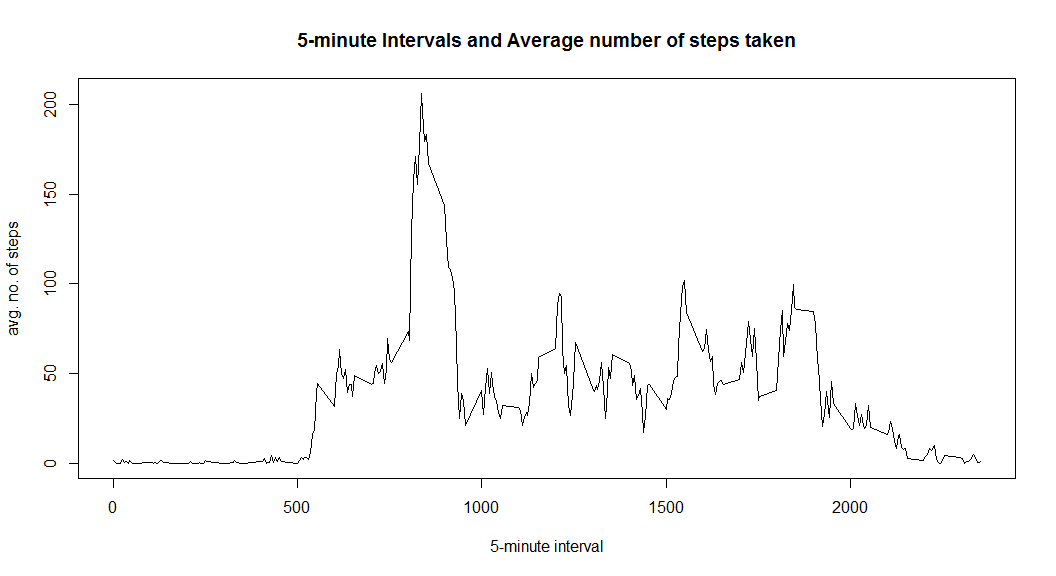 5-minute Intervals and Average number of steps taken
avg. no. of steps
200
150
100
50
0
0 500 1000 1500 2000
5-minute interval